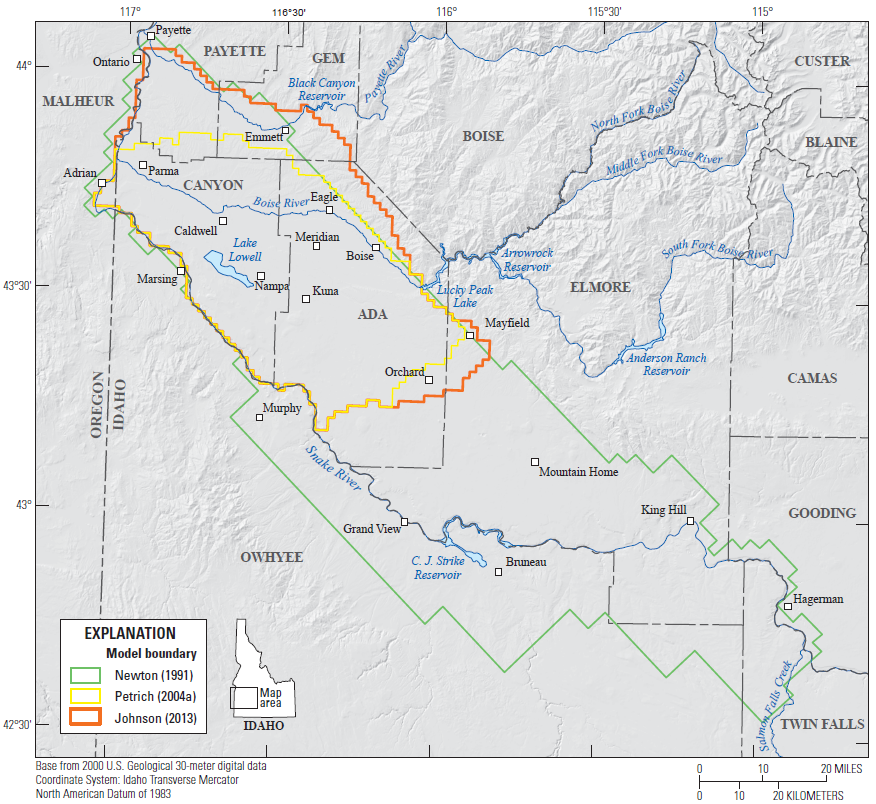 117°
116°30'
116°
115°30'
115°
44°
43°30'
43°
42°30'
Payette
PAYETTE
GEM
Payette River
CUSTER
Ontario
Black Canyon
Reservoir
MALHEUR
North Fork Boise River
Emmett
BOISE
BLAINE
Middle Fork Boise River
Adrian
Parma
CANYON
Eagle
Boise River
Caldwell
Meridian
Lake
Lowell
Boise
Arrowrock
Reservoir
South Fork Boise River
Marsing
Nampa
Kuna
Lucky Peak
Lake
ELMORE
ADA
Mayfield
Anderson Ranch
Reservoir
Orchard
CAMAS
OREGON
IDAHO
Murphy
Snake River
Mountain Home
King Hill
GOODING
Grand View
OWYHEE
C. J. Strike
Reservoir
Bruneau
Hagerman
Salmon Falls Creek
TWIN FALLS
EXPLANATION
Model boundary
Newton (1991)
Petrich (2004a)
Johnson (2013)
Map
area
IDAHO
Base from 2000 U.S. Geological 30-meter digital data
Coordinate System: Idaho Transverse Mercator
North American Datum of 1983
0 10 20 MILES
0 10 20 KILOMETERS